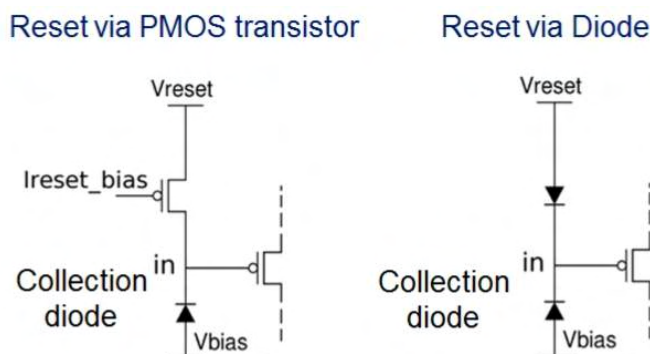 Reset via PMOS transistor
Vreset
Ireset_bias
in
Collection
diode
Vbias
Reset via Diode
Vreset
in
Collection
diode
Vbias